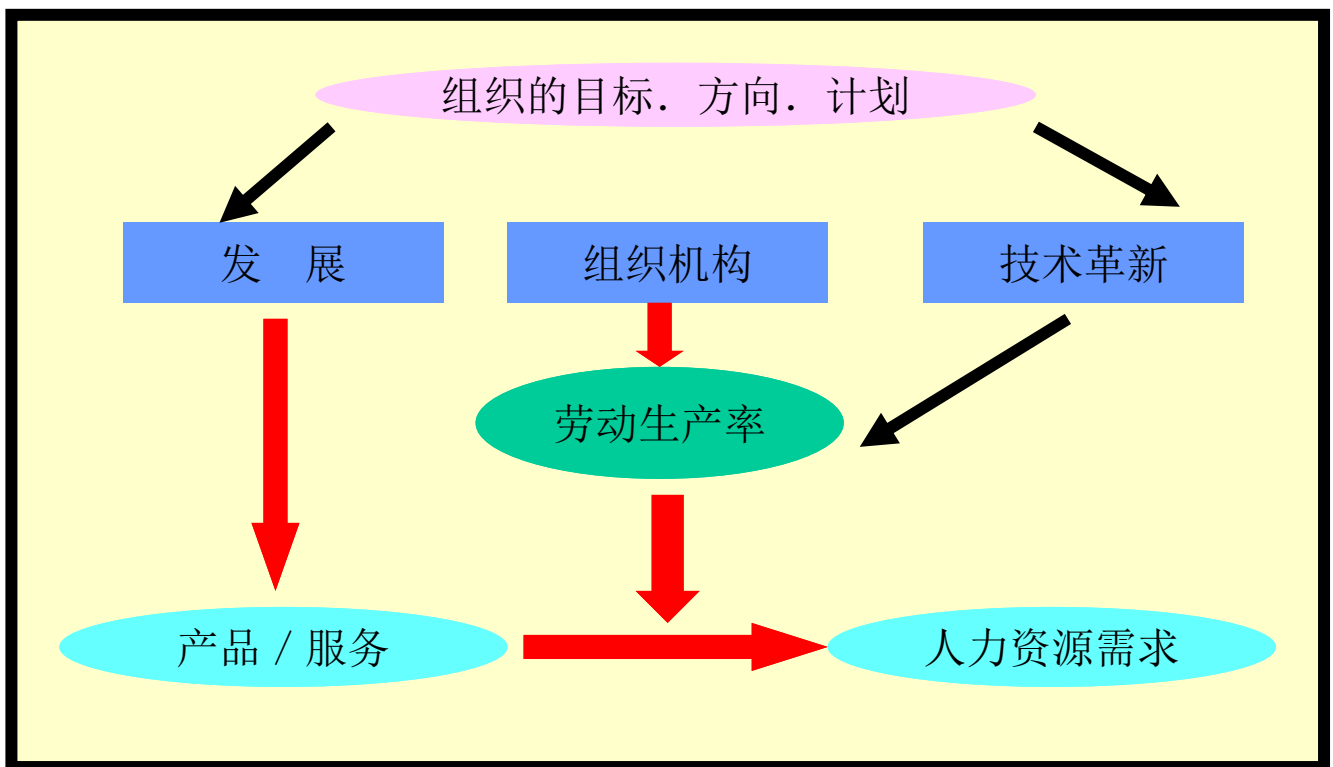 组织的目标．方向．计划
发　展
组织机构
技术革新
劳动生产率
产品／服务
人力资源需求